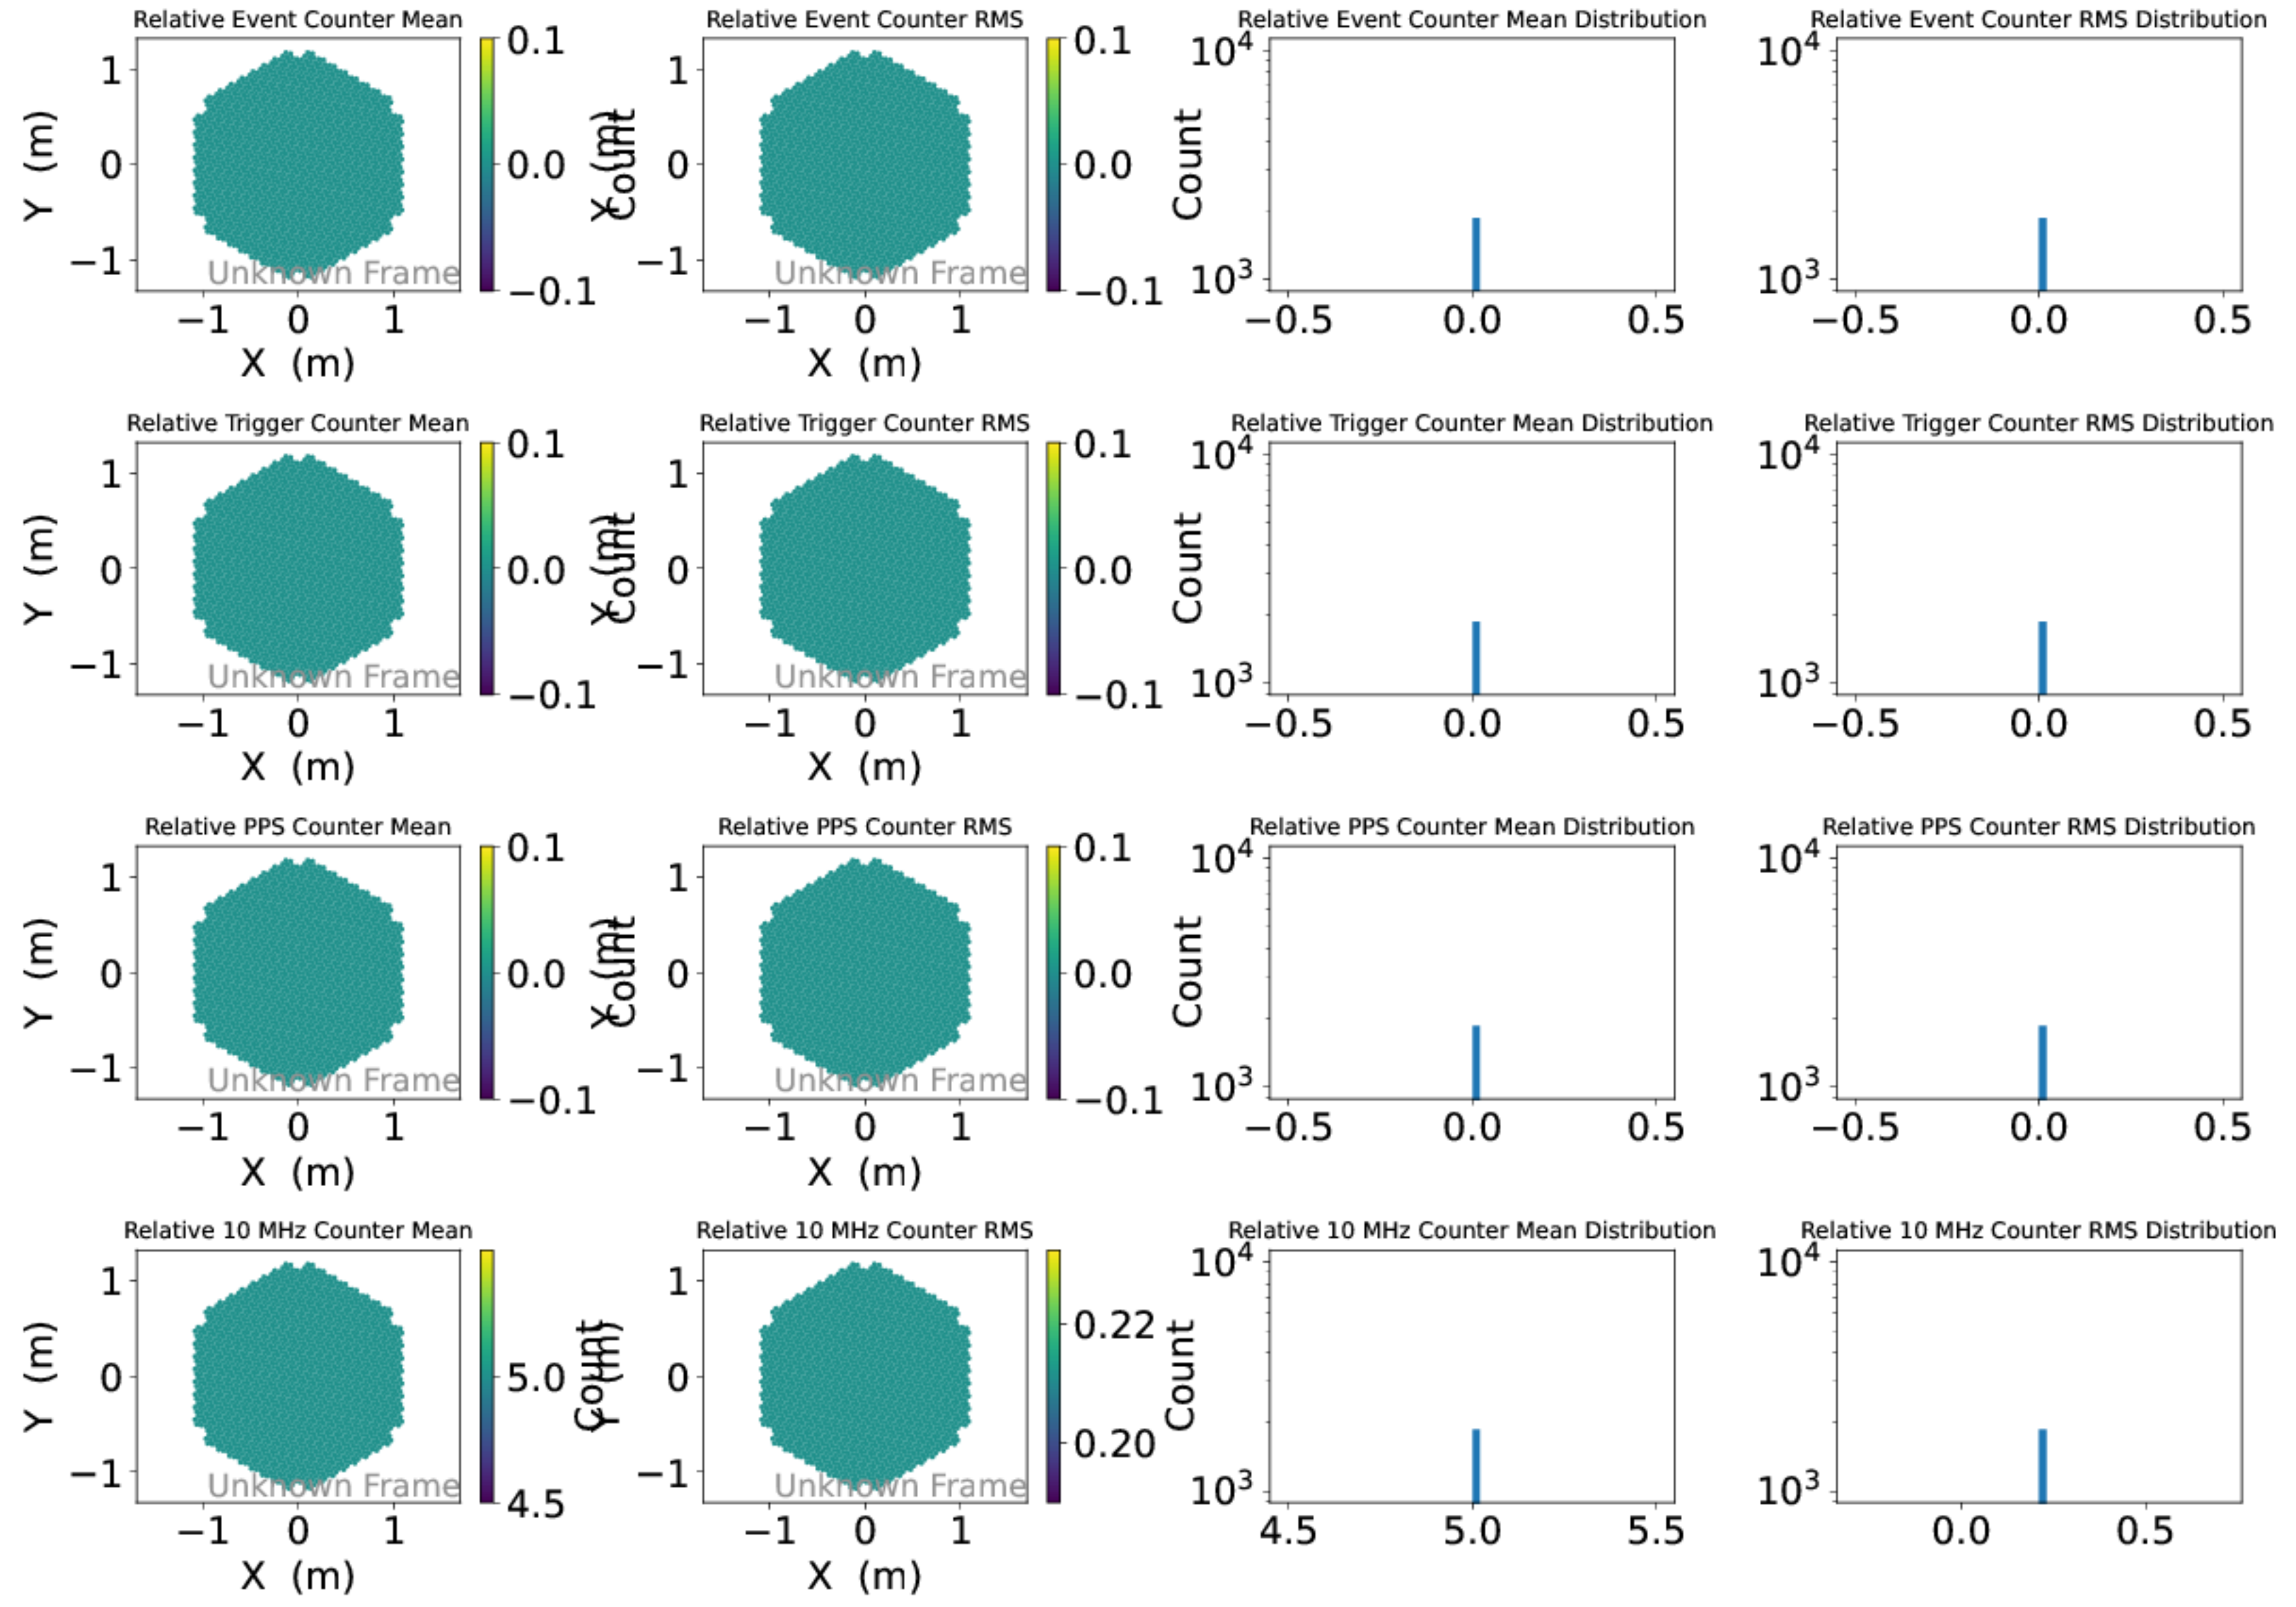 Relative Event Counter Mean
Relative Event Counter RMS
Relative Event Counter Mean Distribution
Relative Event Counter RMS Distribution
Y (m)
1
0
−1
Unknown Frame
−1 0 1
X (m)
0.1
0.0
−0.1
Count
Y (m)
1
0
−1
Unknown Frame
−1 0 1
X (m)
0.1
0.0
−0.1
Count
10⁴
10³
−0.5 0.0 0.5
10⁴
10³
−0.5 0.0 0.5
Relative Trigger Counter Mean
Relative Trigger Counter RMS
Relative Trigger Counter Mean Distribution
Relative Trigger Counter RMS Distribution
Y (m)
1
0
−1
Unknown Frame
−1 0 1
X (m)
0.1
0.0
−0.1
Count
Y (m)
1
0
−1
Unknown Frame
−1 0 1
X (m)
0.1
0.0
−0.1
Count
10⁴
10³
−0.5 0.0 0.5
10⁴
10³
−0.5 0.0 0.5
Relative PPS Counter Mean
Relative PPS Counter RMS
Relative PPS Counter Mean Distribution
Relative PPS Counter RMS Distribution
Y (m)
1
0
−1
Unknown Frame
−1 0 1
X (m)
0.1
0.0
−0.1
Count
Y (m)
1
0
−1
Unknown Frame
−1 0 1
X (m)
0.1
0.0
−0.1
Count
10⁴
10³
−0.5 0.0 0.5
10⁴
10³
−0.5 0.0 0.5
Relative 10 MHz Counter Mean
Relative 10 MHz Counter RMS
Relative 10 MHz Counter Mean Distribution
Relative 10 MHz Counter RMS Distribution
Y (m)
1
0
−1
Unknown Frame
−1 0 1
X (m)
5.0
4.5
Count
Y (m)
1
0
−1
Unknown Frame
−1 0 1
X (m)
0.22
0.20
Count
10⁴
10³
4.5 5.0 5.5
10⁴
10³
0.0 0.5